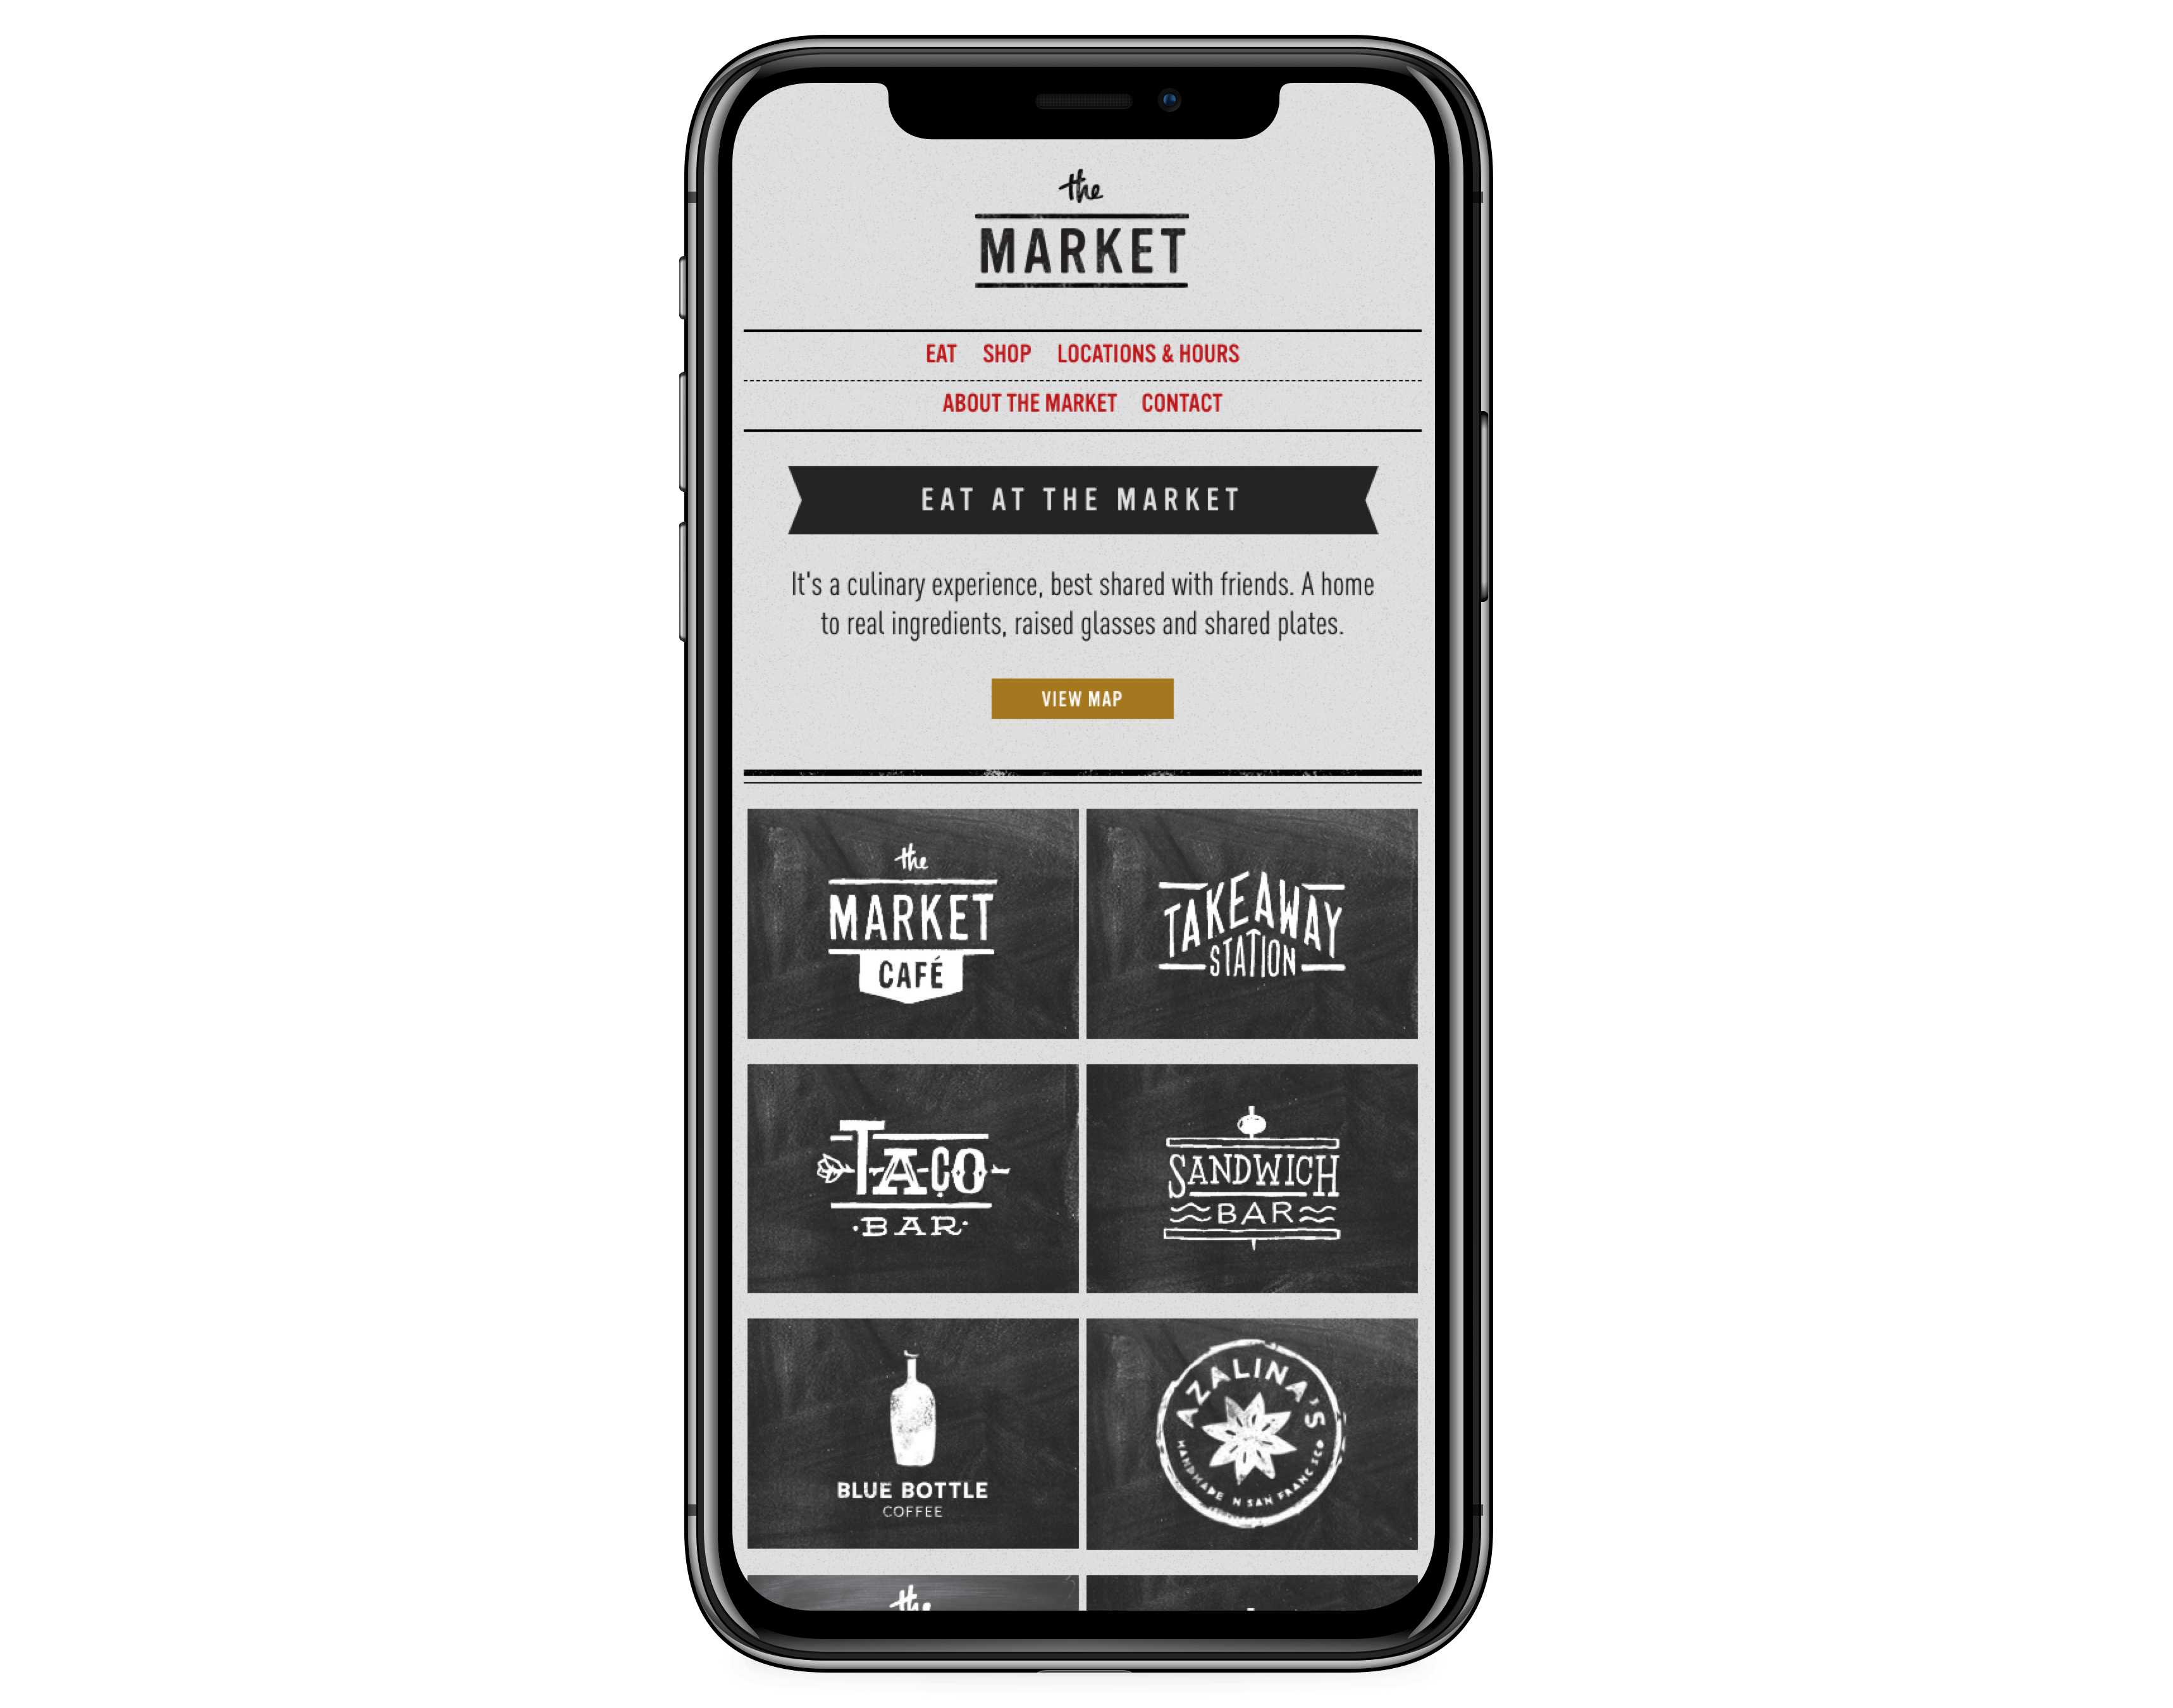 the
MARKET
EAT SHOP LOCATIONS & HOURS
ABOUT THE MARKET CONTACT
EAT AT THE MARKET
It's a culinary experience, best shared with friends. A home
to real ingredients, raised glasses and shared plates.
VIEW MAP
the
MARKET
CAFÉ
TAKEAWAY
STATION
TACO
·BAR·
SANDWICH
BAR
BLUE BOTTLE
COFFEE
AZALINA'S
HANDMADE N SAN FRANCISCO
the